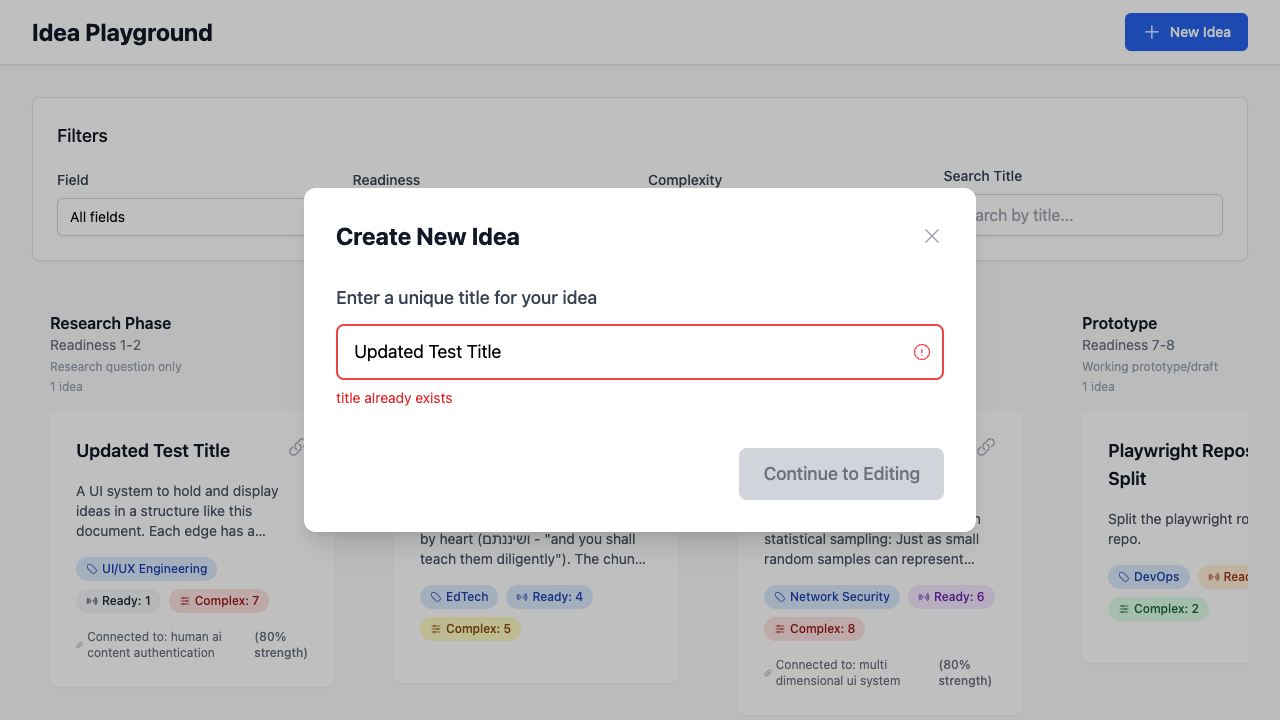 Idea Playground
New Idea
Filters
Field
Readiness
Complexity
Search Title
All fields
arch by title...
Create New Idea
Enter a unique title for your idea
Updated Test Title
title already exists
Continue to Editing
Research Phase
Readiness 1-2
Research question only
1 idea
Updated Test Title
A UI system to hold and display
ideas in a structure like this
document. Each edge has a...
UI/UX Engineering
Ready: 1
Complex: 7
Connected to: human ai
content authentication
(80%
strength)
by heart (ושיננתם - "and you shall
teach them diligently"). The chun...
EdTech
Ready: 4
Complex: 5
statistical sampling: Just as small
random samples can represent...
Network Security
Ready: 6
Complex: 8
Connected to: multi
dimensional ui system
(80%
strength)
Prototype
Readiness 7-8
Working prototype/draft
1 idea
Playwright Repos
Split
Split the playwright ro
repo.
DevOps
Read
Complex: 2